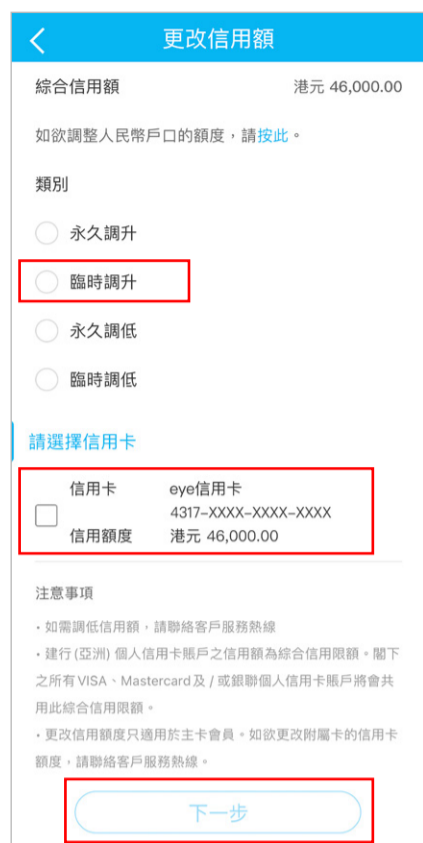 更改信用額
綜合信用額 港元 46,000.00
如欲調整人民幣戶口的額度，請按此。
類別
永久調升
臨時調升
永久調低
臨時調低
請選擇信用卡
信用卡 eye信用卡
4317-XXXX-XXXX-XXXX
信用額度 港元 46,000.00
注意事項
・如需調低信用額，請聯絡客戶服務熱線
・建行(亞洲) 個人信用卡賬戶之信用額為綜合信用限額。閣下
之所有VISA、Mastercard及 / 或銀聯個人信用卡賬戶將會共
用此綜合信用限額。
・更改信用額度只適用於主卡會員。如欲更改附屬卡的信用卡
額度，請聯絡客戶服務熱線。
下一步